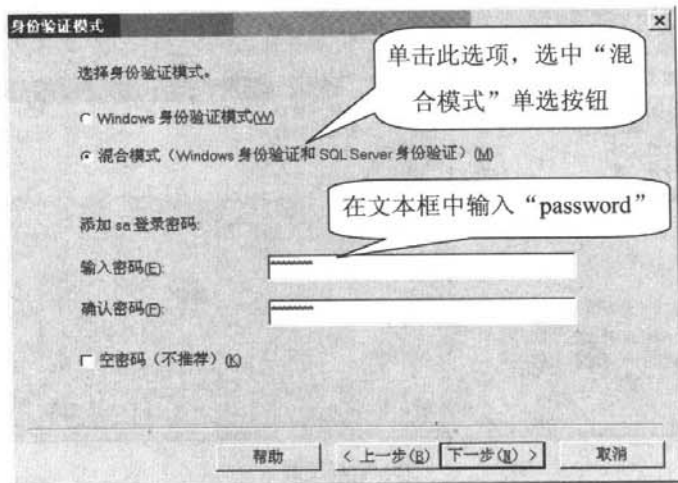 身份验证模式
单击此选项，选中“混
合模式”单选按钮
选择身份验证模式。
Windows 身份验证模式(W)
混合模式（Windows 身份验证和 SQL Server 身份验证）(M)
在文本框中输入“password”
添加 sa 登录密码:
输入密码(E):
确认密码(F):
空密码（不推荐）(K)
帮助
< 上一步(B)
下一步(N) >
取消